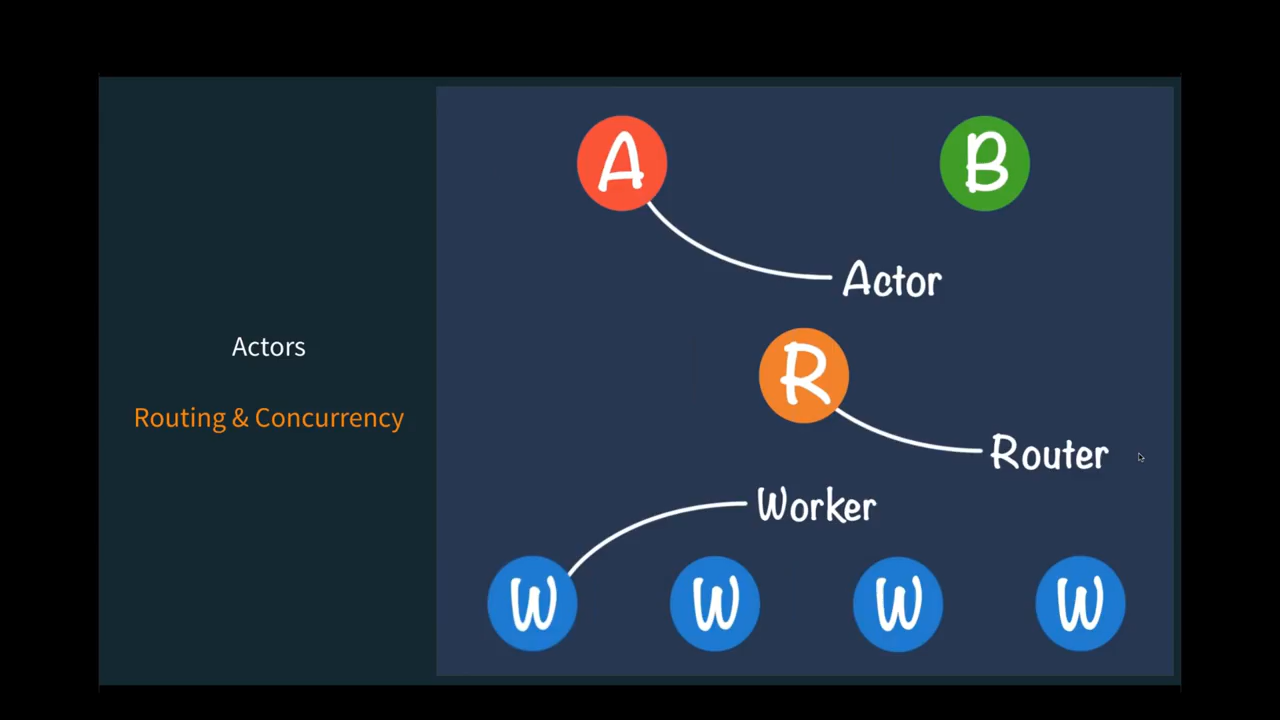 Actors
Routing & Concurrency
A
B
Actor
R
Router
Worker
W W W W